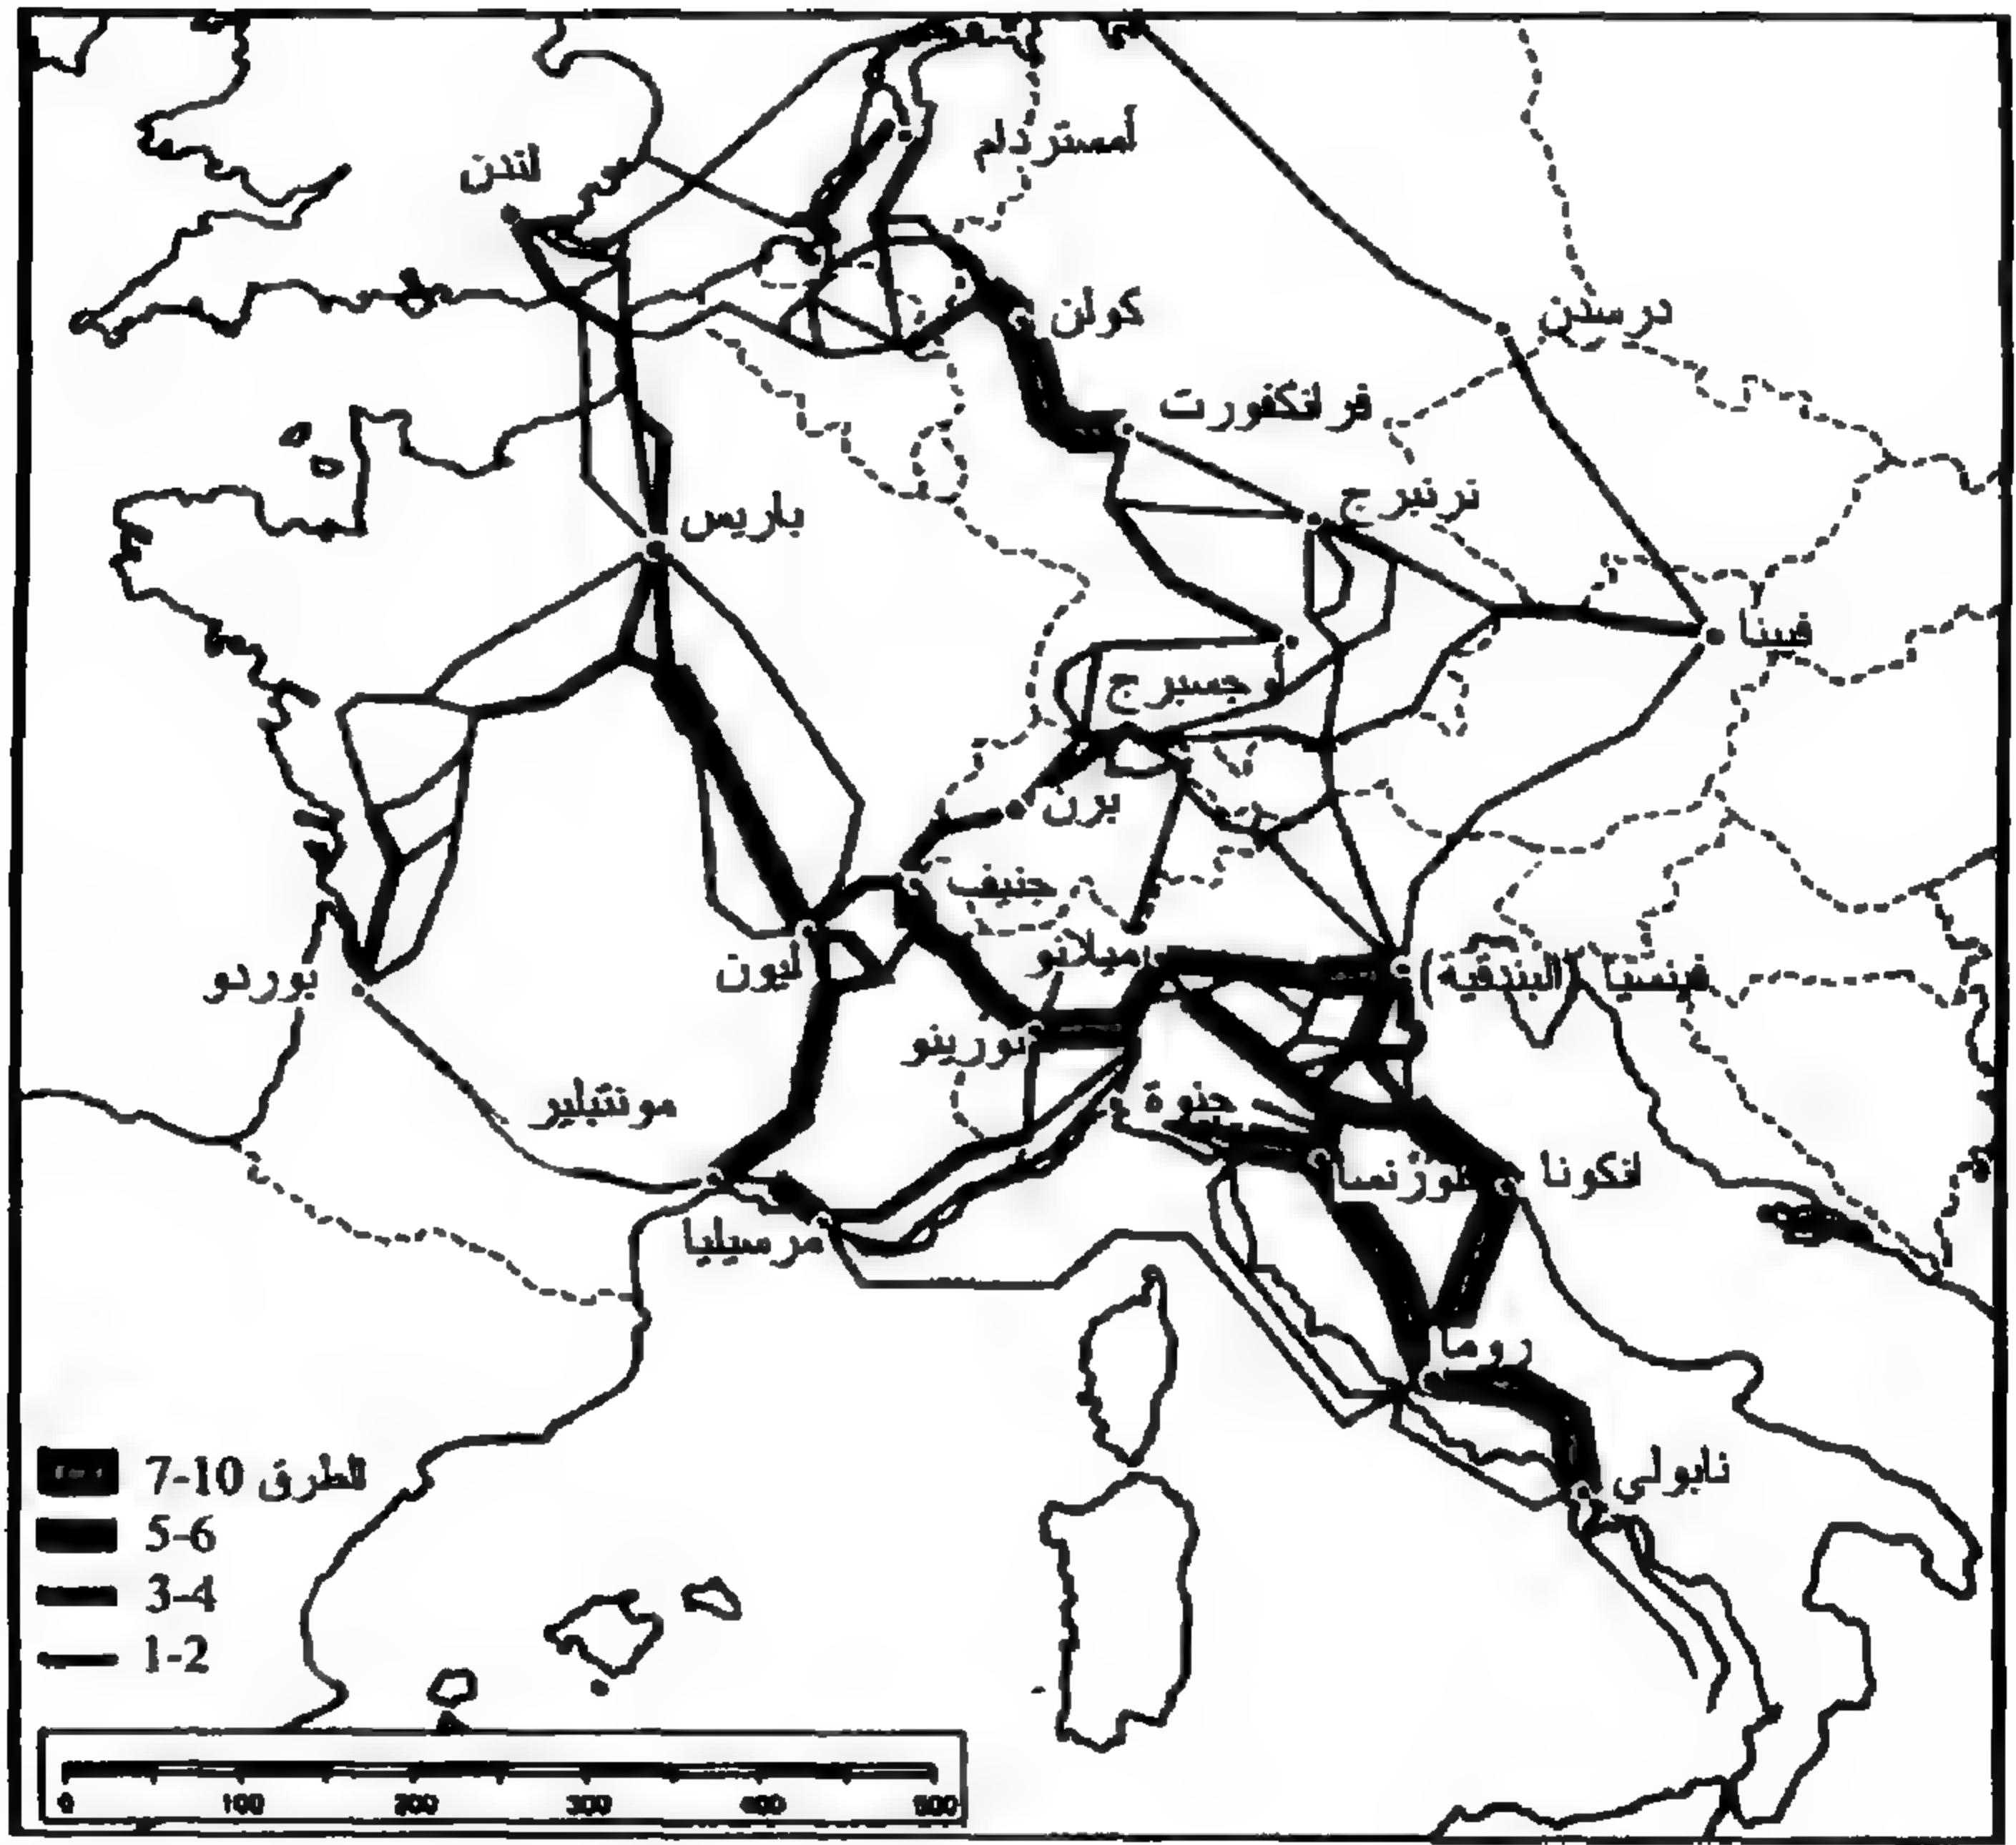 أمستردام
لندن
كولن
درسدن
فرانكفورت
نرنبرج
باريس
فيينا
أوجسبرج
برن
جنيف
ليون
ميلانو
فينسيا (البندقية)
بوردو
تورينو
مونتبلير
جنوة
فلورنسا
انكونا
مرسيليا
روما
نابولي
7-10 الطرق
5-6
3-4
1-2
0 100 200 300 400 500